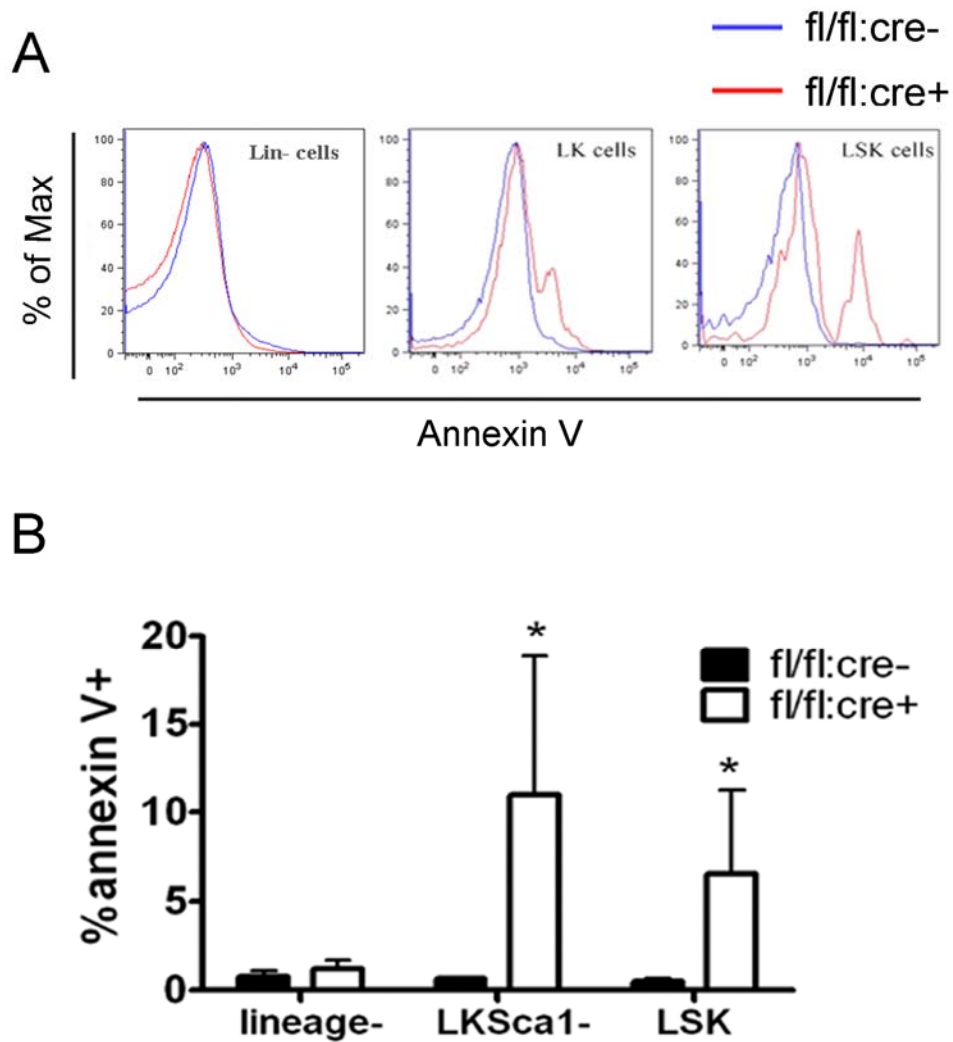 A
fl/fl:cre-
fl/fl:cre+
% of Max
Lin- cells
100
80
60
40
20
0
0 10² 10³ 10⁴ 10⁵
LK cells
100
80
60
40
20
0
0 10² 10³ 10⁴ 10⁵
LSK cells
100
80
60
40
20
0
0 10² 10³ 10⁴ 10⁵
Annexin V
B
%annexin V+
20
15
10
5
0
*
*
fl/fl:cre-
fl/fl:cre+
lineage- LKSca1- LSK